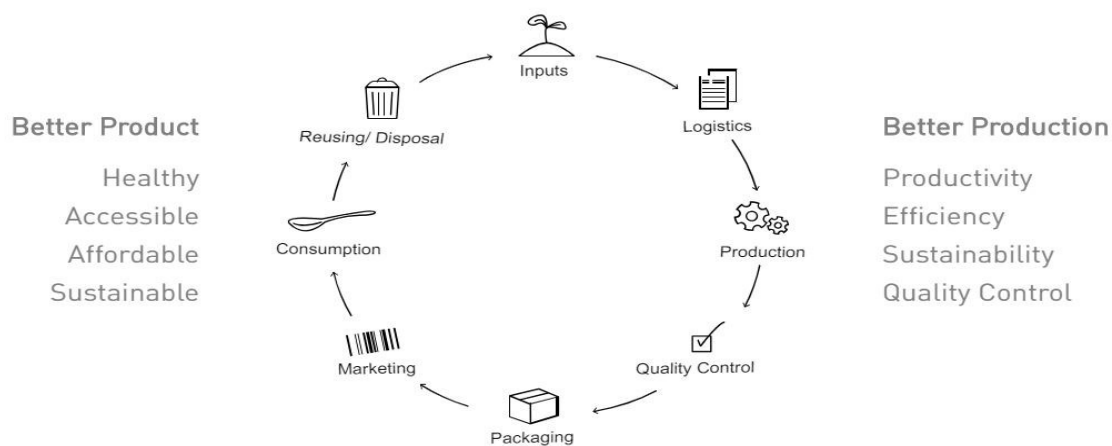 Inputs
Logistics
Production
Quality Control
Packaging
Marketing
Consumption
Reusing/ Disposal
Better Product
Healthy
Accessible
Affordable
Sustainable
Better Production
Productivity
Efficiency
Sustainability
Quality Control